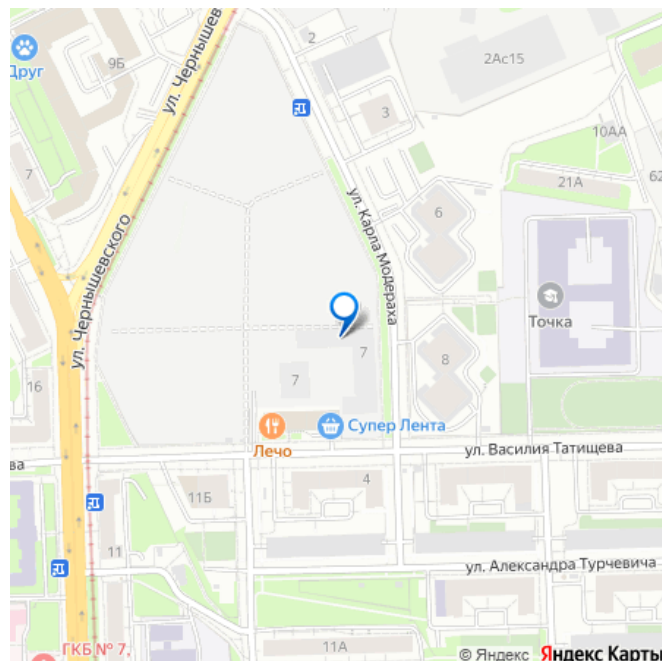 ул. Чернышев
2
2Ас15
9Б
Друг
3
10АА
7
ул. Карла Модераха
21А
62
6
ул. Чернышевского
Точка
7
8
7
16
Супер Лента
Лечо
ул. Василия Татищева
ва
4
11Б
11
ул. Александра Турчевича
ГКБ № 7,
11А
© Яндекс Яндекс Карты